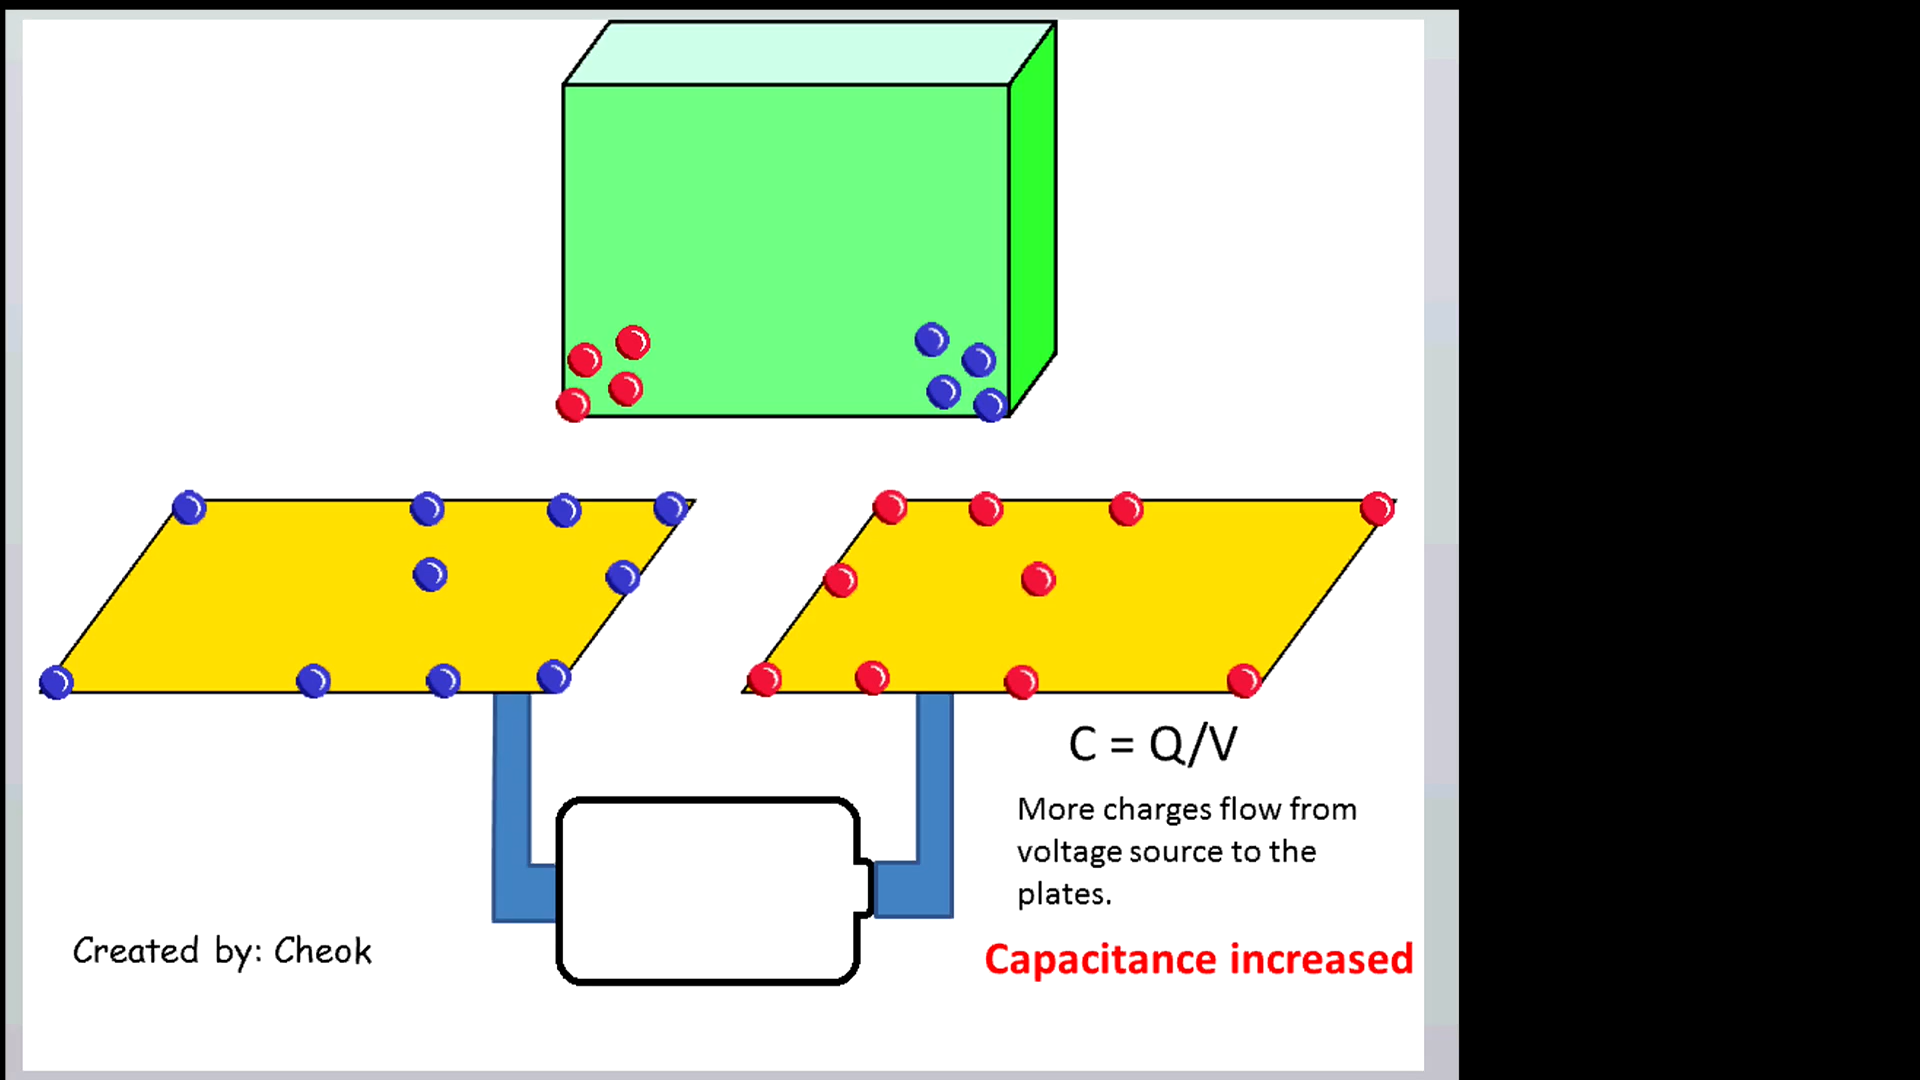 C = Q/V
More charges flow from
voltage source to the
plates.
Created by: Cheok
Capacitance increased